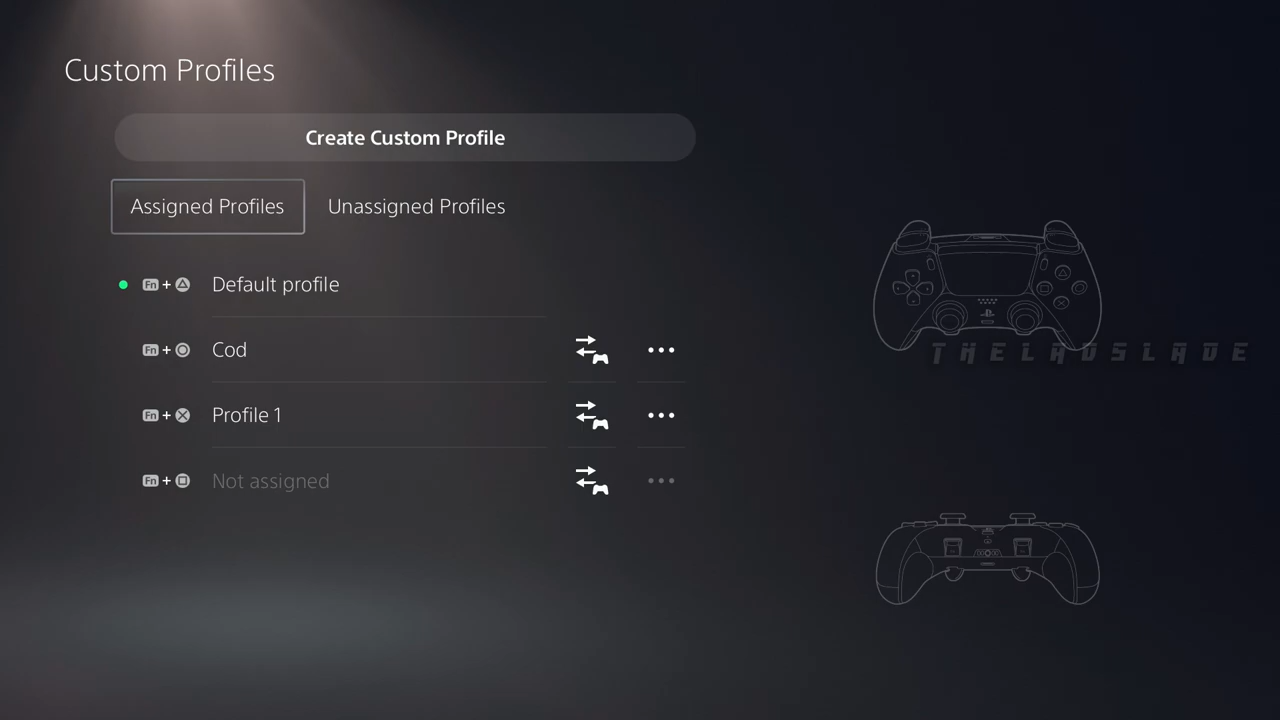 Custom Profiles
Create Custom Profile
Assigned Profiles Unassigned Profiles
Fn + Default profile
Fn + Cod
Fn + Profile 1
Fn + Not assigned
THELADSLADE